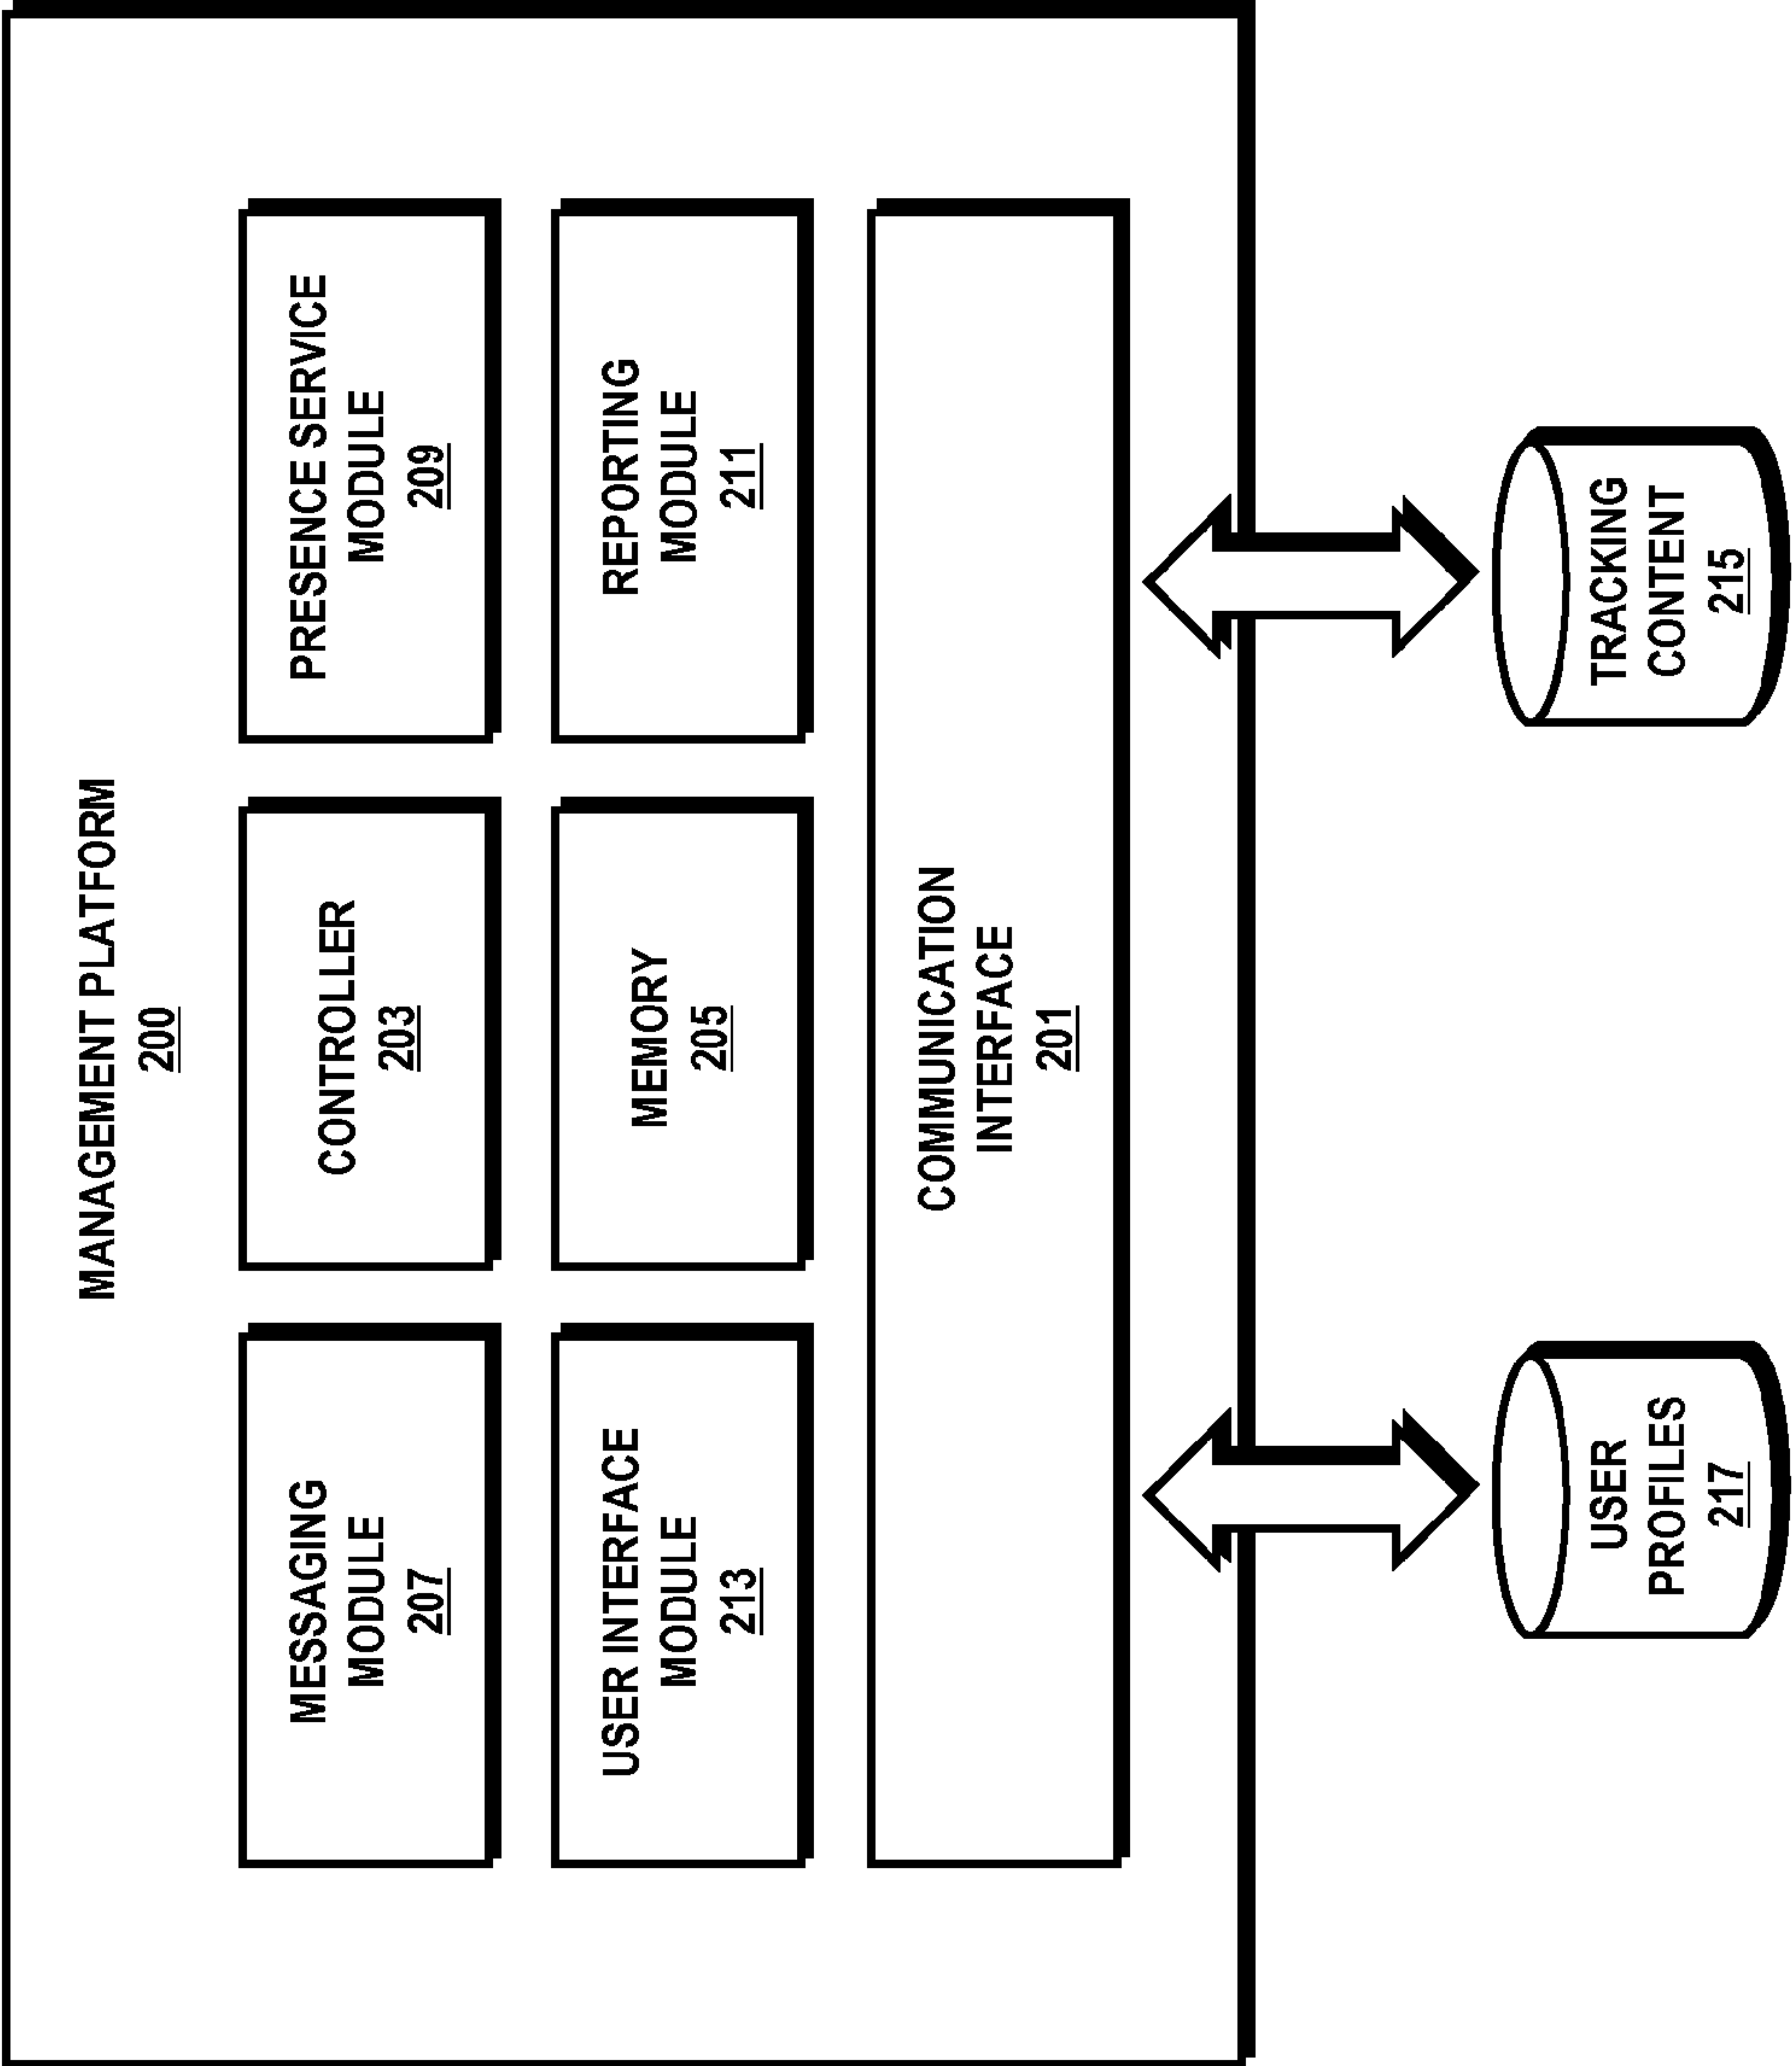 MANAGEMENT PLATFORM
200
MESSAGING
MODULE
207
CONTROLLER
203
PRESENCE SERVICE
MODULE
209
USER INTERFACE
MODULE
213
MEMORY
205
REPORTING
MODULE
211
COMMUNICATION
INTERFACE
201
USER
PROFILES
217
TRACKING
CONTENT
215